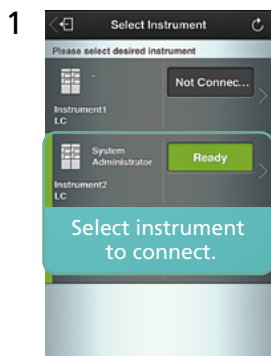 1
Select Instrument
Please select desired instrument
-
Not Connec...
Instrument1
LC
System
Administrator
Ready
Instrument2
LC
Select instrument
to connect.